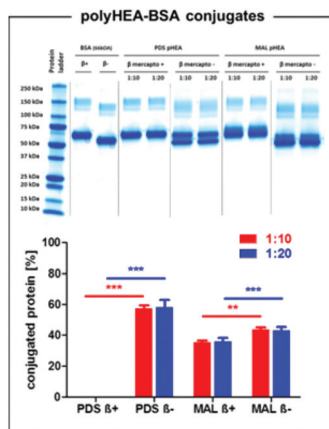 polyHEA-BSA conjugates
Protein ladder
BSA (66kDA)
PDS pHEA
MAL pHEA
β+ β- β mercapto + β mercapto - β mercapto + β mercapto -
1:10 1:20 1:10 1:20 1:10 1:20 1:10 1:20
250 kDa
150 kDa
100 kDa
75 kDa
50 kDa
37 kDa
25 kDa
20 kDa
15 kDa
10 kDa
1:10
1:20
conjugated protein [%]
100
80
60
40
20
0
***
***
***
**
PDS ß+ PDS ß- MAL ß+ MAL ß-